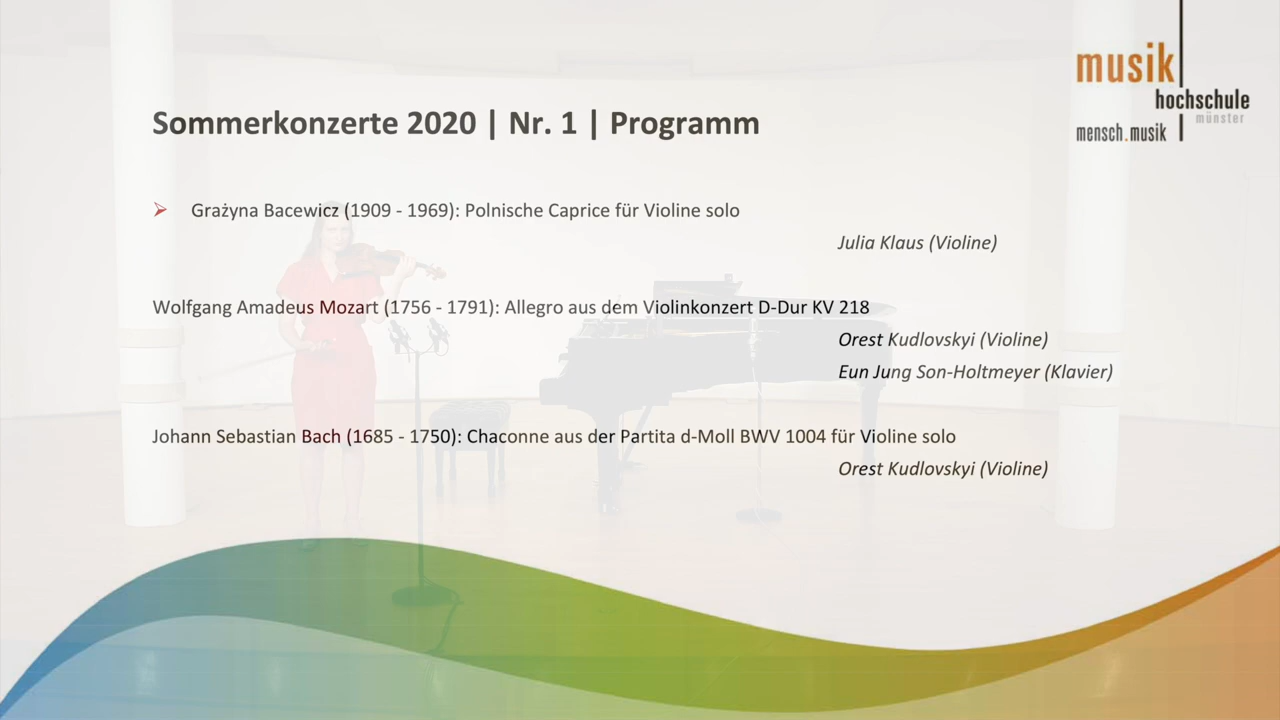 musik
hochschule
münster
mensch.musik
Sommerkonzerte 2020 | Nr. 1 | Programm
Grażyna Bacewicz (1909 - 1969): Polnische Caprice für Violine solo
Julia Klaus (Violine)
Wolfgang Amadeus Mozart (1756 - 1791): Allegro aus dem Violinkonzert D-Dur KV 218
Orest Kudlovskyi (Violine)
Eun Jung Son-Holtmeyer (Klavier)
Johann Sebastian Bach (1685 - 1750): Chaconne aus der Partita d-Moll BWV 1004 für Violine solo
Orest Kudlovskyi (Violine)